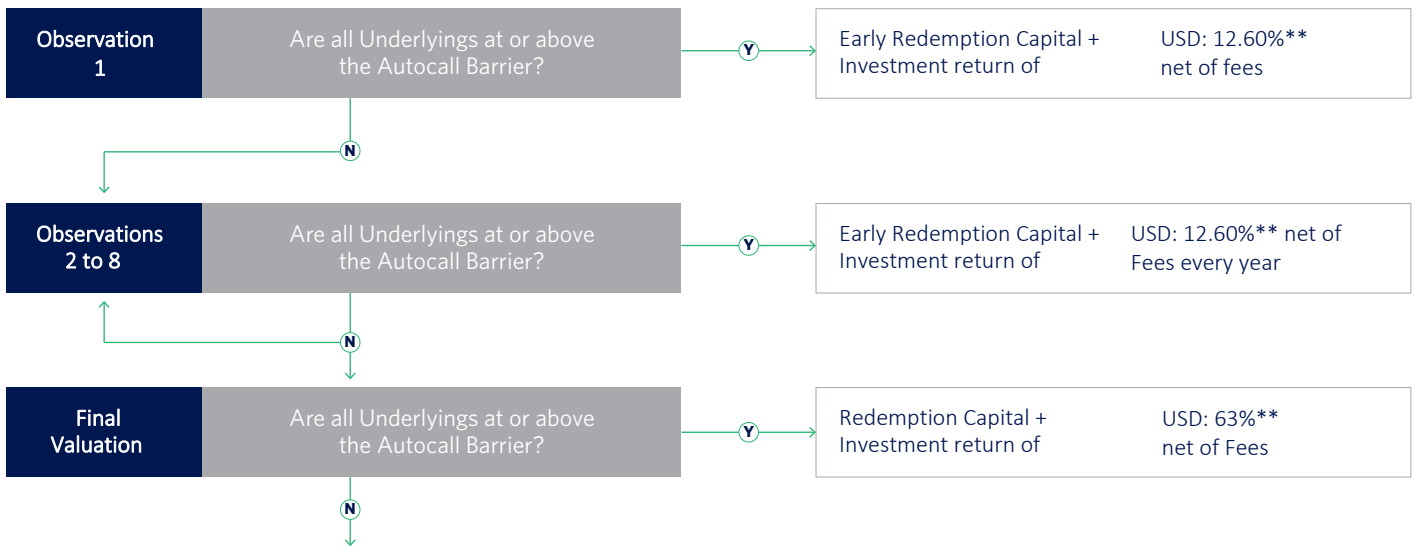 Observation
1
Are all Underlyings at or above
the Autocall Barrier?
Y
Early Redemption Capital +
Investment return of
USD: 12.60%**
net of fees
N
Observations
2 to 8
Are all Underlyings at or above
the Autocall Barrier?
Y
Early Redemption Capital +
Investment return of
USD: 12.60%** net of
Fees every year
N
Final
Valuation
Are all Underlyings at or above
the Autocall Barrier?
Y
Redemption Capital +
Investment return of
USD: 63%**
net of Fees
N